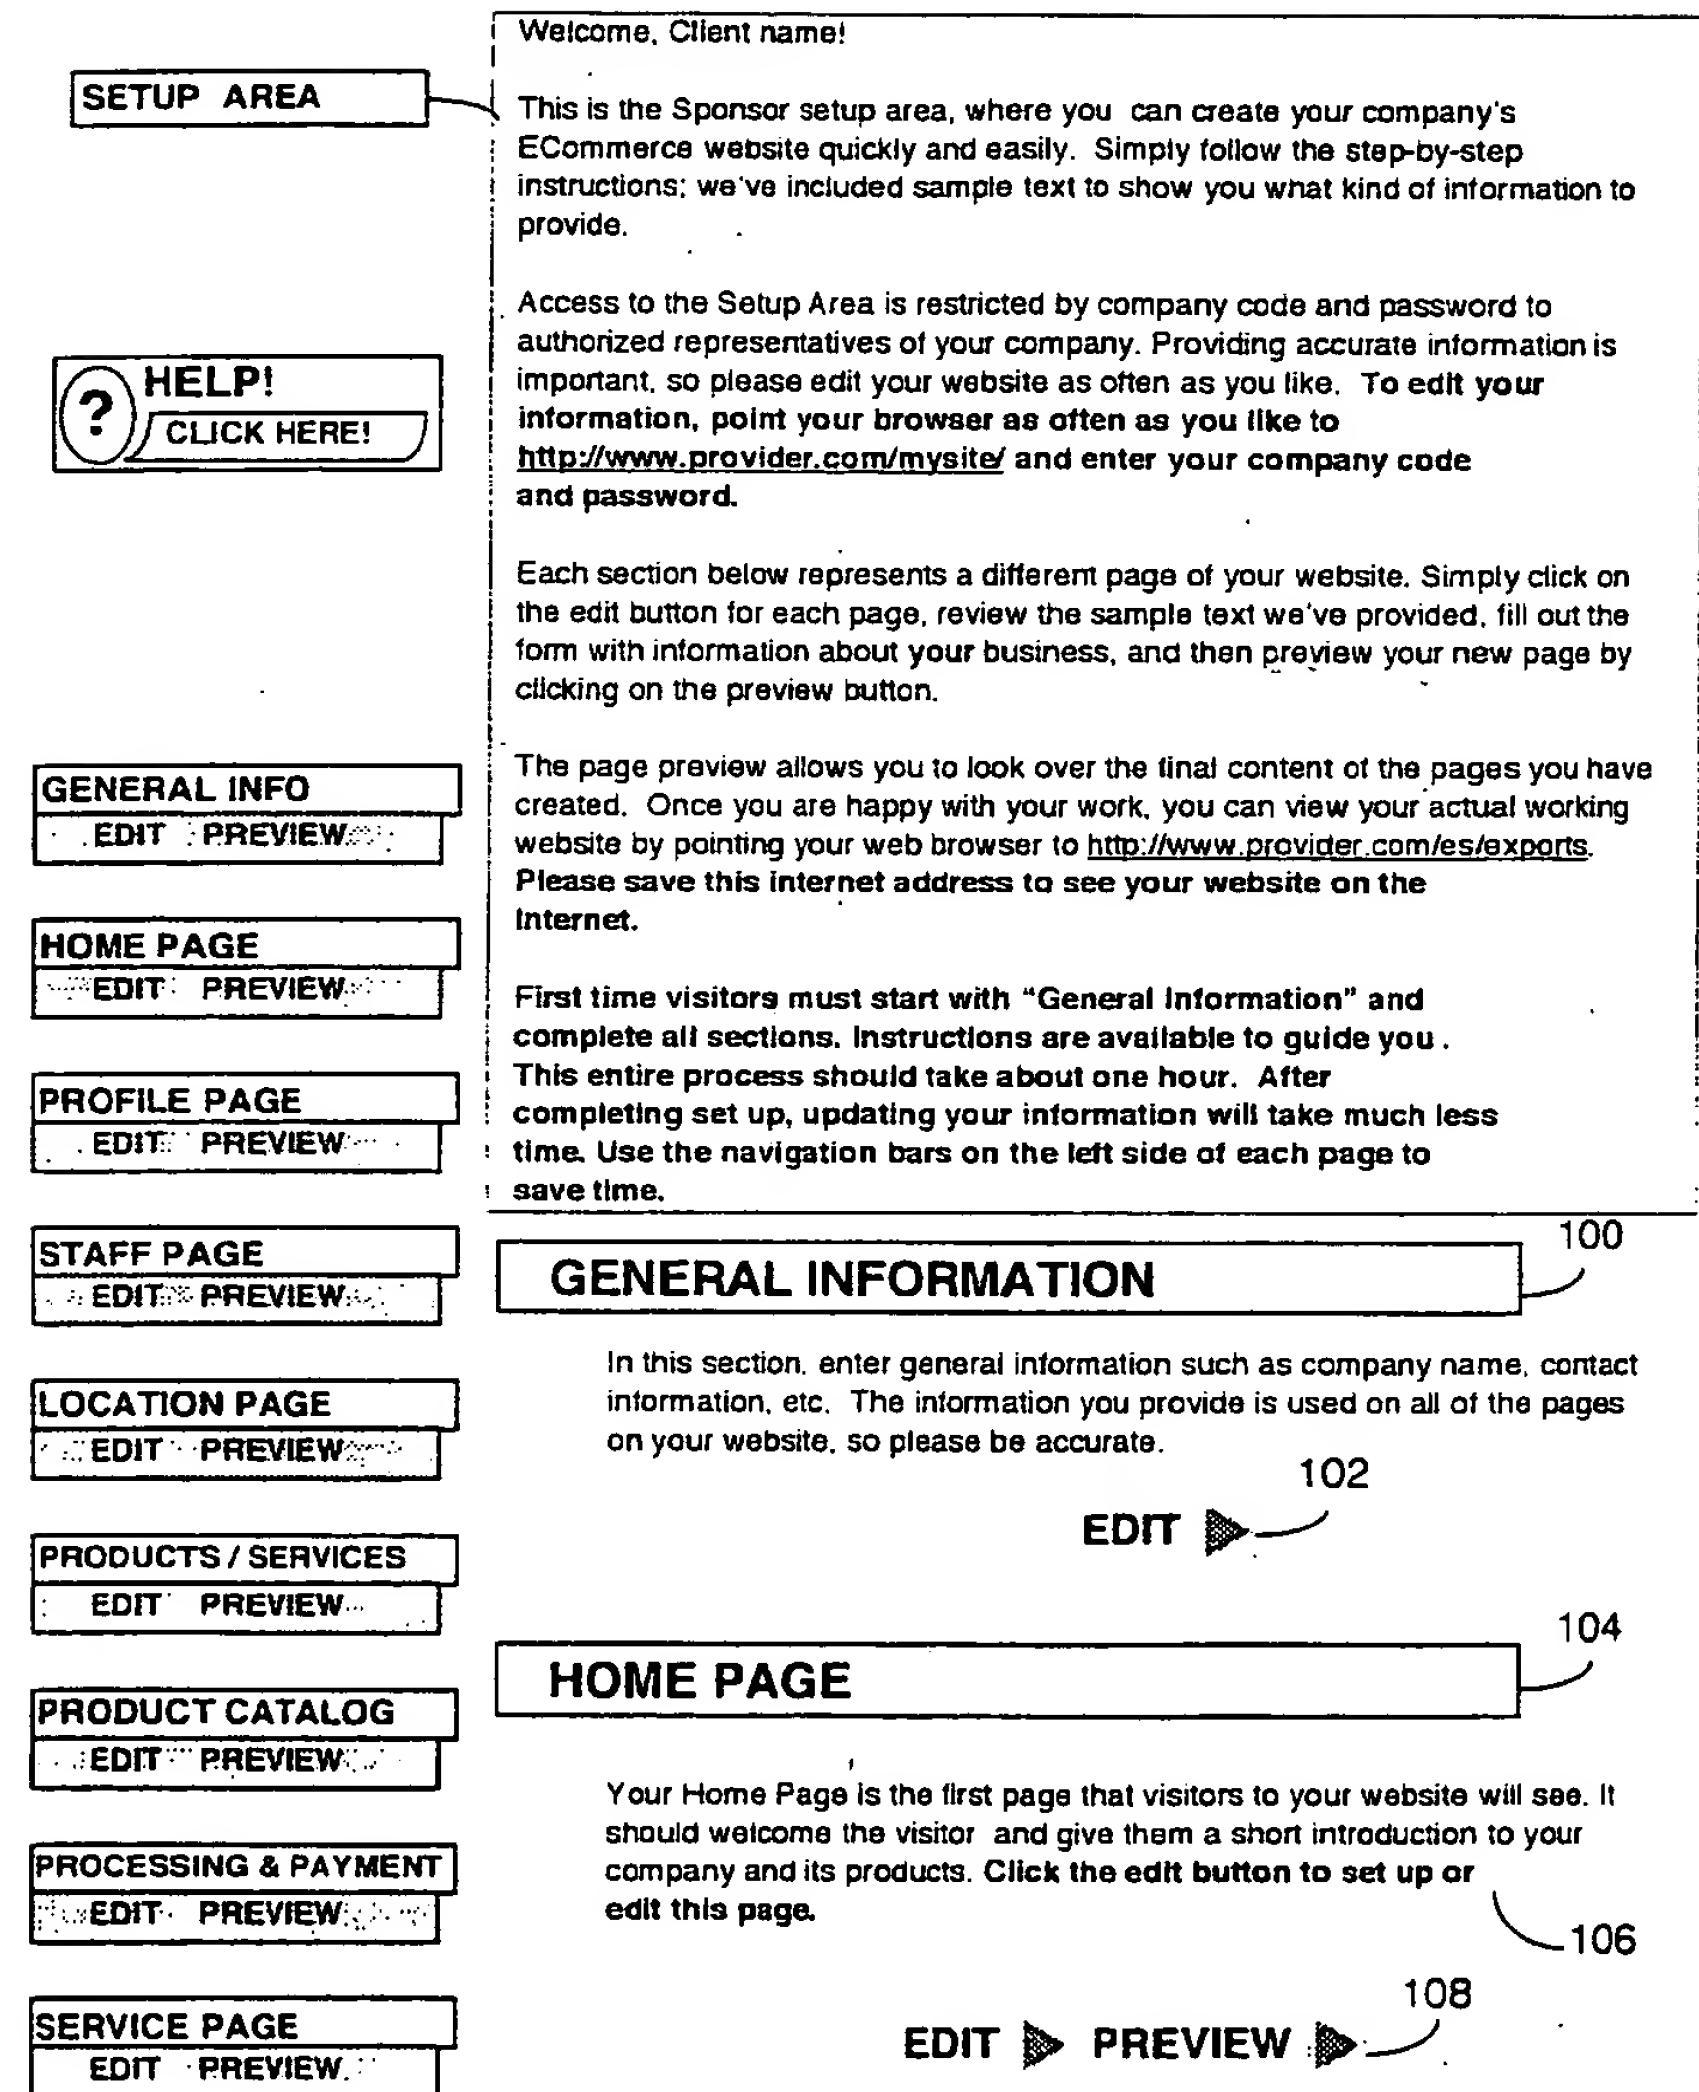 Welcome, Client name!
SETUP AREA
This is the Sponsor setup area, where you can create your company's
ECommerce website quickly and easily. Simply follow the step-by-step
instructions; we've included sample text to show you what kind of information to
provide.
Access to the Setup Area is restricted by company code and password to
authorized representatives of your company. Providing accurate information is
important, so please edit your website as often as you like. To edit your
information, point your browser as often as you like to
http://www.provider.com/mysite/ and enter your company code
and password.
?
HELP!
CLICK HERE!
Each section below represents a different page of your website. Simply click on
the edit button for each page, review the sample text we've provided, fill out the
form with information about your business, and then preview your new page by
clicking on the preview button.
The page preview allows you to look over the final content of the pages you have
created. Once you are happy with your work, you can view your actual working
website by pointing your web browser to http://www.provider.com/es/exports.
Please save this internet address to see your website on the
Internet.
First time visitors must start with "General Information" and
complete all sections. Instructions are available to guide you.
This entire process should take about one hour. After
completing set up, updating your information will take much less
time. Use the navigation bars on the left side of each page to
save time.
GENERAL INFO
EDIT PREVIEW
HOME PAGE
EDIT PREVIEW
PROFILE PAGE
EDIT PREVIEW
STAFF PAGE
EDIT PREVIEW
LOCATION PAGE
EDIT PREVIEW
PRODUCTS / SERVICES
EDIT PREVIEW
PRODUCT CATALOG
EDIT PREVIEW
PROCESSING & PAYMENT
EDIT PREVIEW
SERVICE PAGE
EDIT PREVIEW
100
GENERAL INFORMATION
In this section, enter general information such as company name, contact
information, etc. The information you provide is used on all of the pages
on your website, so please be accurate.
102
EDIT
104
HOME PAGE
Your Home Page is the first page that visitors to your website will see. It
should welcome the visitor and give them a short introduction to your
company and its products. Click the edit button to set up or
edit this page.
106
108
EDIT PREVIEW